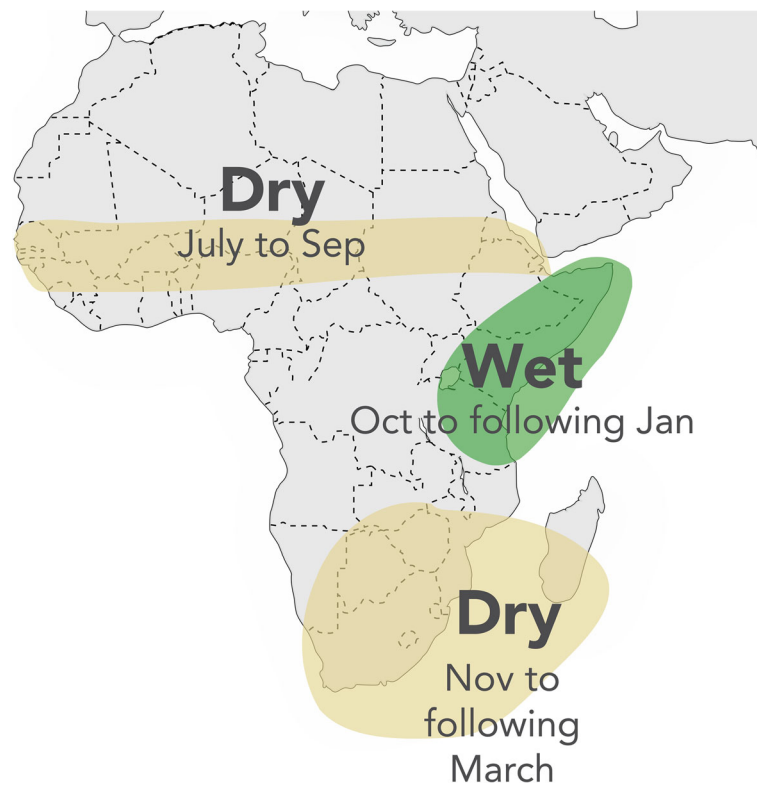 Dry
July to Sep
Wet
Oct to following Jan
Dry
Nov to
following
March